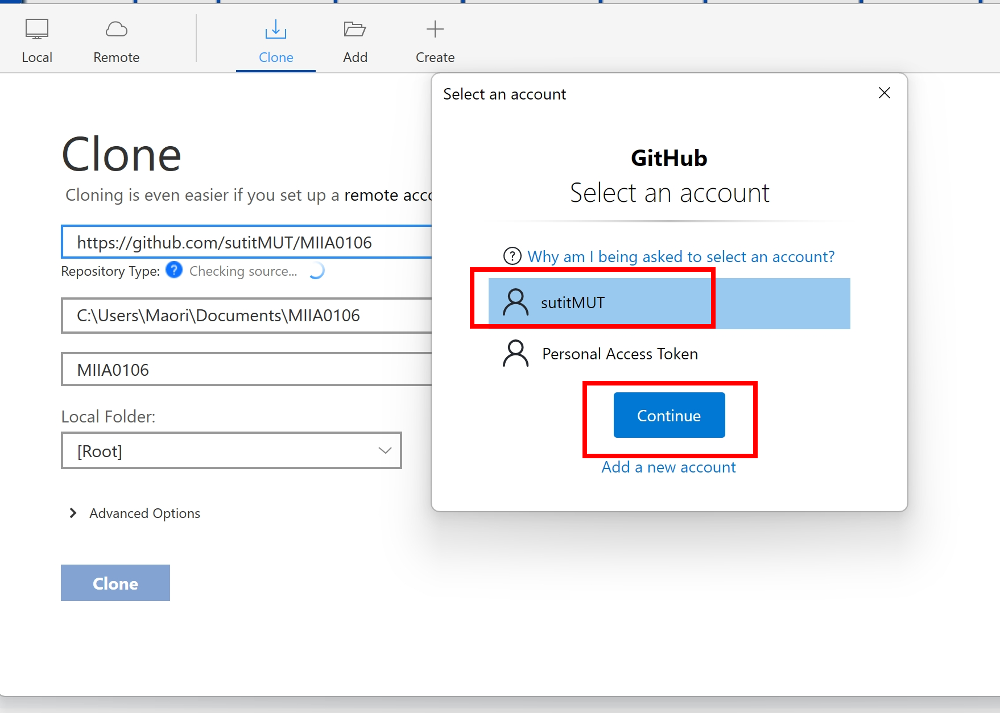 Local
Remote
Clone
Add
Create
Clone
Cloning is even easier if you set up a remote acc
https://github.com/sutitMUT/MIIA0106
Repository Type: ? Checking source...
C:\Users\Maori\Documents\MIIA0106
MIIA0106
Local Folder:
[Root]
Advanced Options
Clone
Select an account
GitHub
Select an account
? Why am I being asked to select an account?
sutitMUT
Personal Access Token
Continue
Add a new account